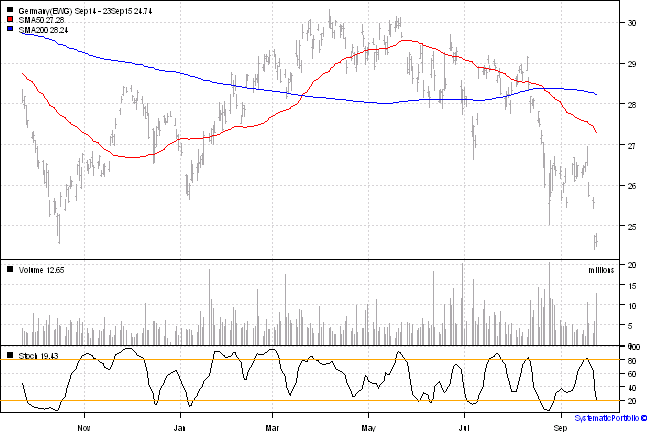 Germany(EWG) Sep14 - 23Sep15 24.74
SMA50 27.28
SMA200 28.24
30
29
28
27
26
25
Volume 12.65
millions
20
15
10
5
0
Stoch 19.43
100
80
60
40
20
Nov Jan Mar May Jul Sep
SystematicPortfolio ©